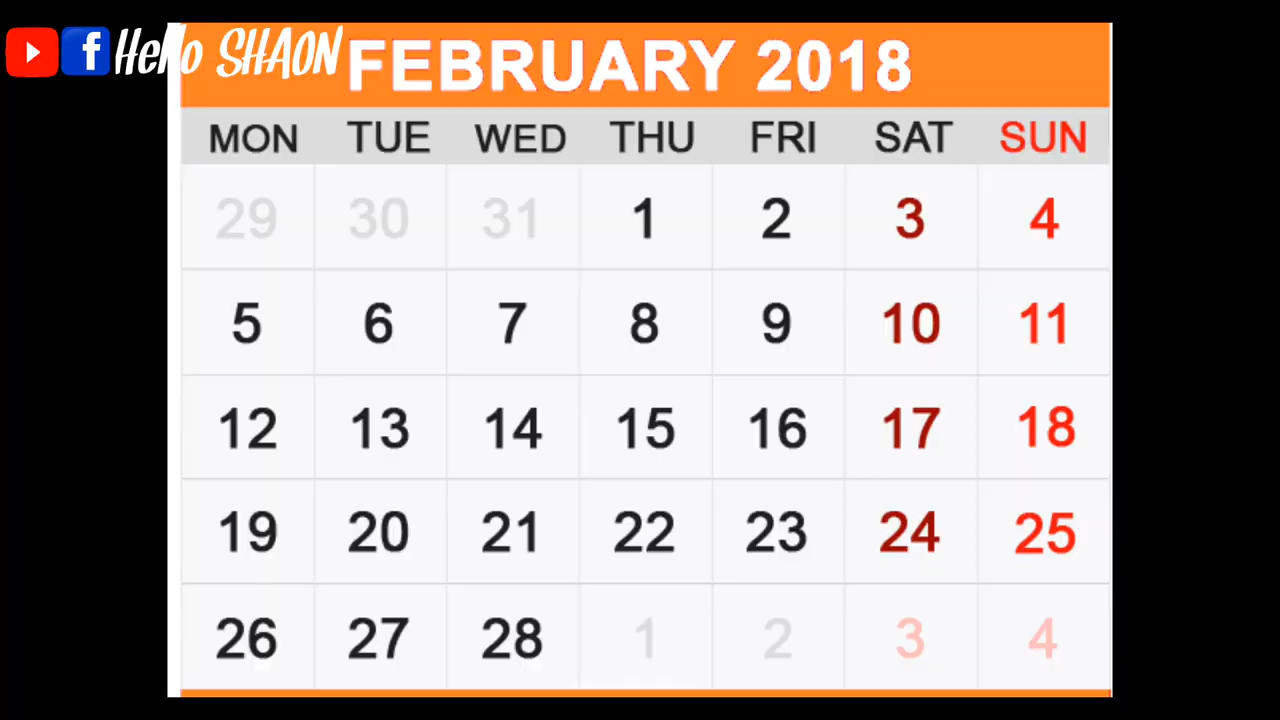 Hello SHAON
FEBRUARY 2018
MON TUE WED THU FRI SAT SUN
29 30 31 1 2 3 4
5 6 7 8 9 10 11
12 13 14 15 16 17 18
19 20 21 22 23 24 25
26 27 28 1 2 3 4